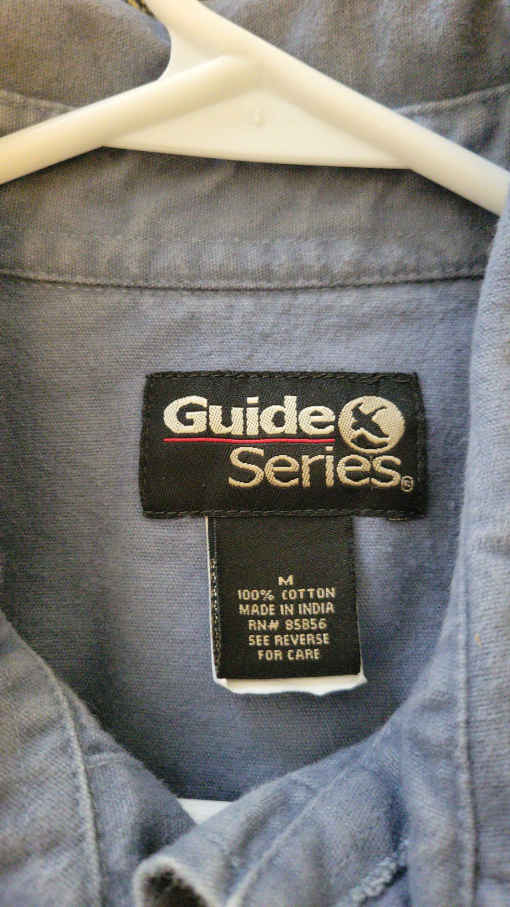 Guide
Series®
M
100% COTTON
MADE IN INDIA
RN# 85856
SEE REVERSE
FOR CARE